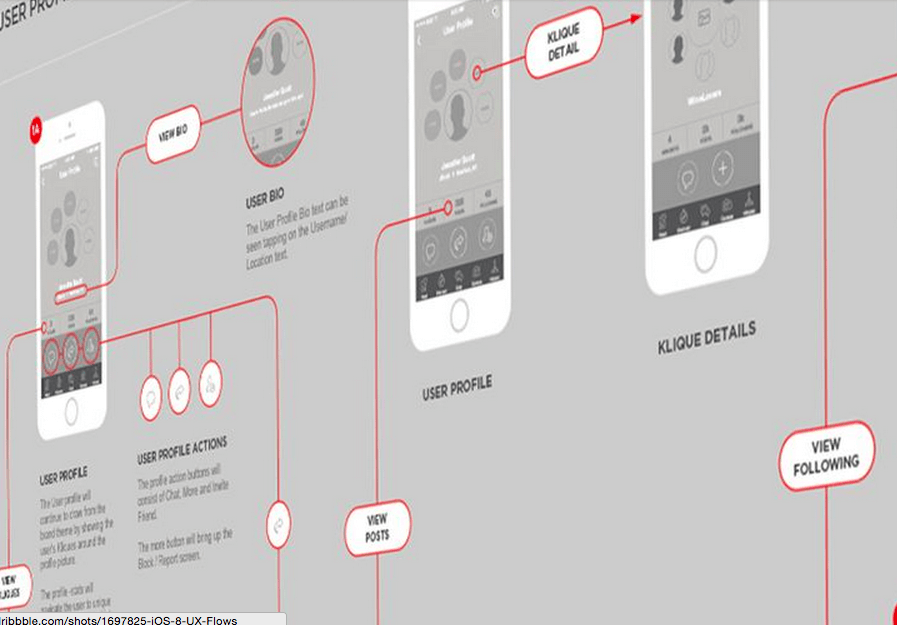 USER PROF
1A
VIEW BIO
User Profile
USER BIO
The User Profile Bio text can be
seen tapping on the Username/
Location text.
USER PROFILE
The User profile will
continue to draw from the
brand theme by showing the
user's Kliques around the
profile picture.
The profile -stats will
navigate the user to unique
VIEW
USER PROFILE ACTIONS
The profile action buttons will
consist of Chat, More and Invite
Friend.
The more button will bring up the
Block / Report screen.
User Profile
Jennifer Scott
USER PROFILE
KLIQUE
DETAIL
VIEW
POSTS
WineLovers
KLIQUE DETAILS
VIEW
FOLLOWING
ribbble.com/shots/1697825-iOS-8-UX-Flows